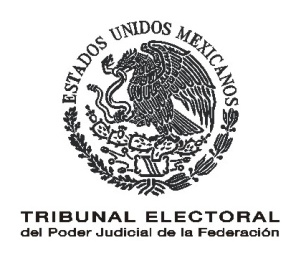 ESTADOS UNIDOS MEXICANOS
TRIBUNAL ELECTORAL
del Poder Judicial de la Federación